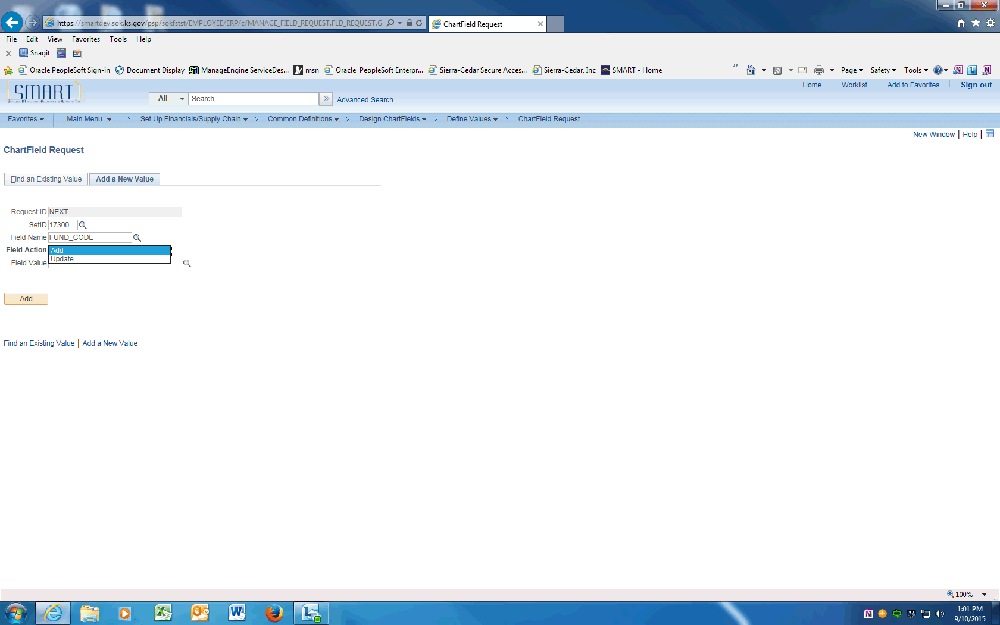 https://smartdev.sok.ks.gov/psp/sokfstst/EMPLOYEE/ERP/c/MANAGE_FIELD_REQUEST.FLD_REQUEST.GI ChartField Request
File Edit View Favorites Tools Help
x Snagit
Oracle PeopleSoft Sign-in Document Display ManageEngine ServiceDes... msn Oracle PeopleSoft Enterpr... Sierra-Cedar Secure Acces... Sierra-Cedar, Inc SMART - Home » Page Safety Tools
SMART
Home Worklist Add to Favorites Sign out
All Search » Advanced Search
Favorites Main Menu > Set Up Financials/Supply Chain > Common Definitions > Design ChartFields > Define Values > ChartField Request
New Window | Help |
ChartField Request
Find an Existing Value Add a New Value
Request ID NEXT
SetID 17300
Field Name FUND_CODE
Field Action Add
Update
Field Value
Add
Find an Existing Value | Add a New Value
100%
1:01 PM
9/10/2015